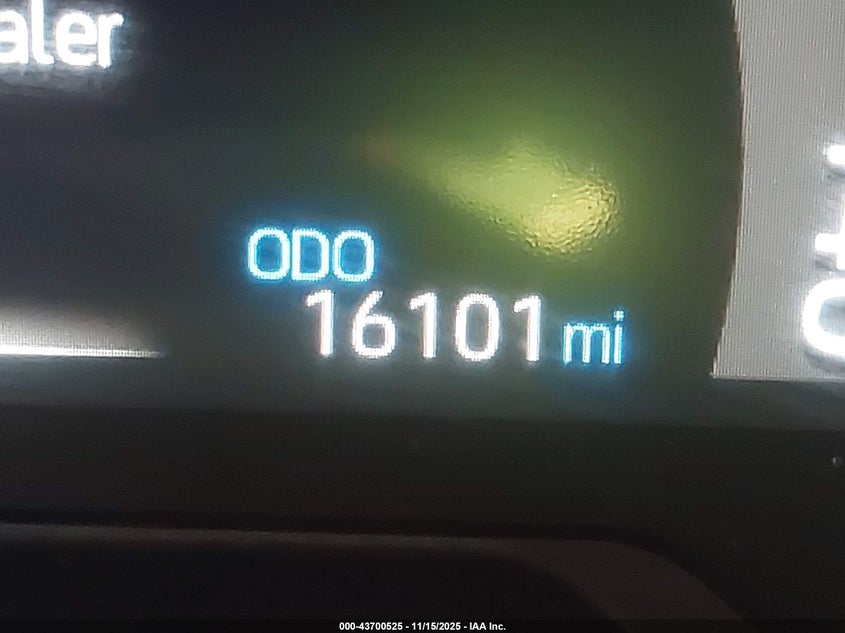 aler
ODO
16101 mi
000-43700525 - 11/15/2025 - IAA Inc.